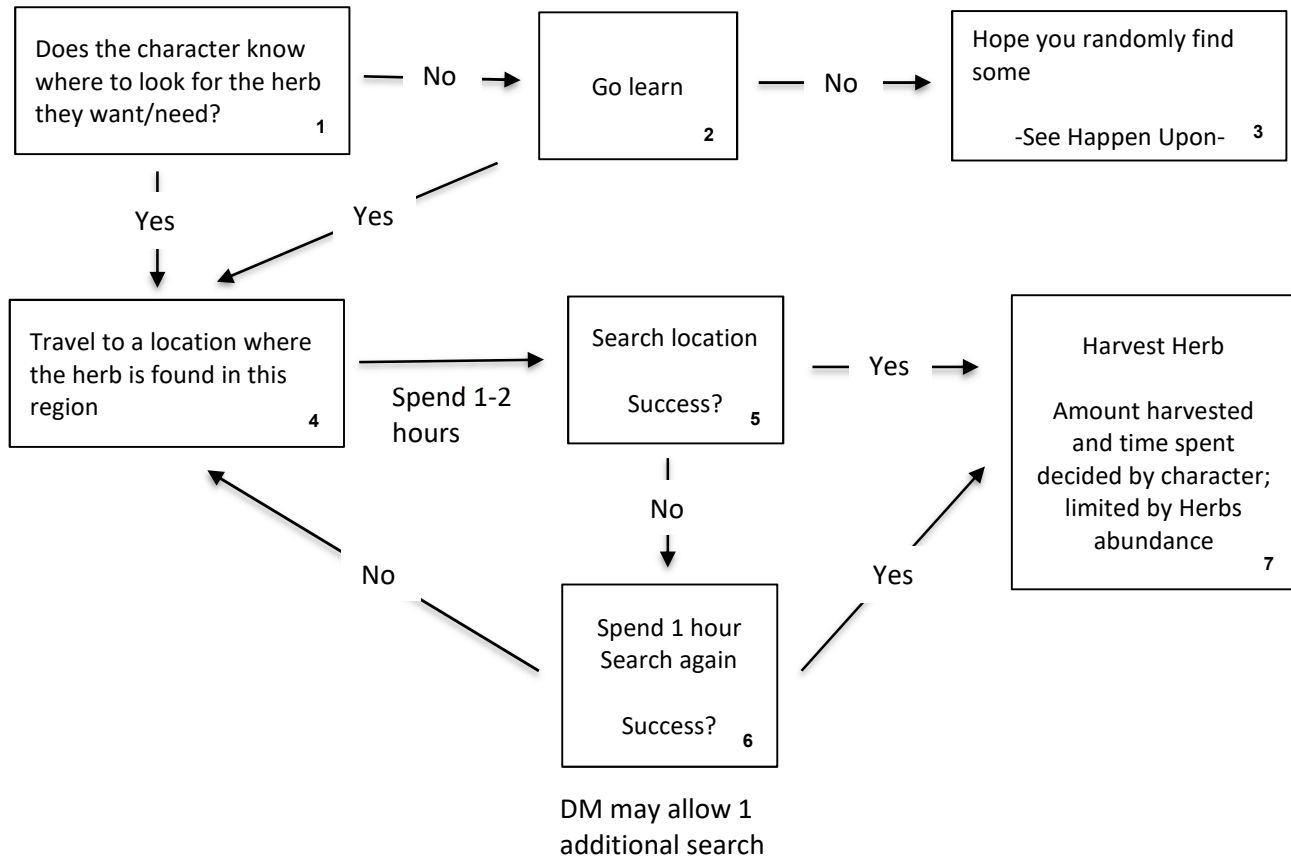 Does the character know
where to look for the herb
they want/need?
1
No
Go learn
2
No
Hope you randomly find
some
-See Happen Upon-
3
Yes
Yes
Travel to a location where
the herb is found in this
region
4
Spend 1-2
hours
Search location
Success?
5
Yes
Harvest Herb
Amount harvested
and time spent
decided by character;
limited by Herbs
abundance
7
No
No
Spend 1 hour
Search again
Success?
6
Yes
DM may allow 1
additional search